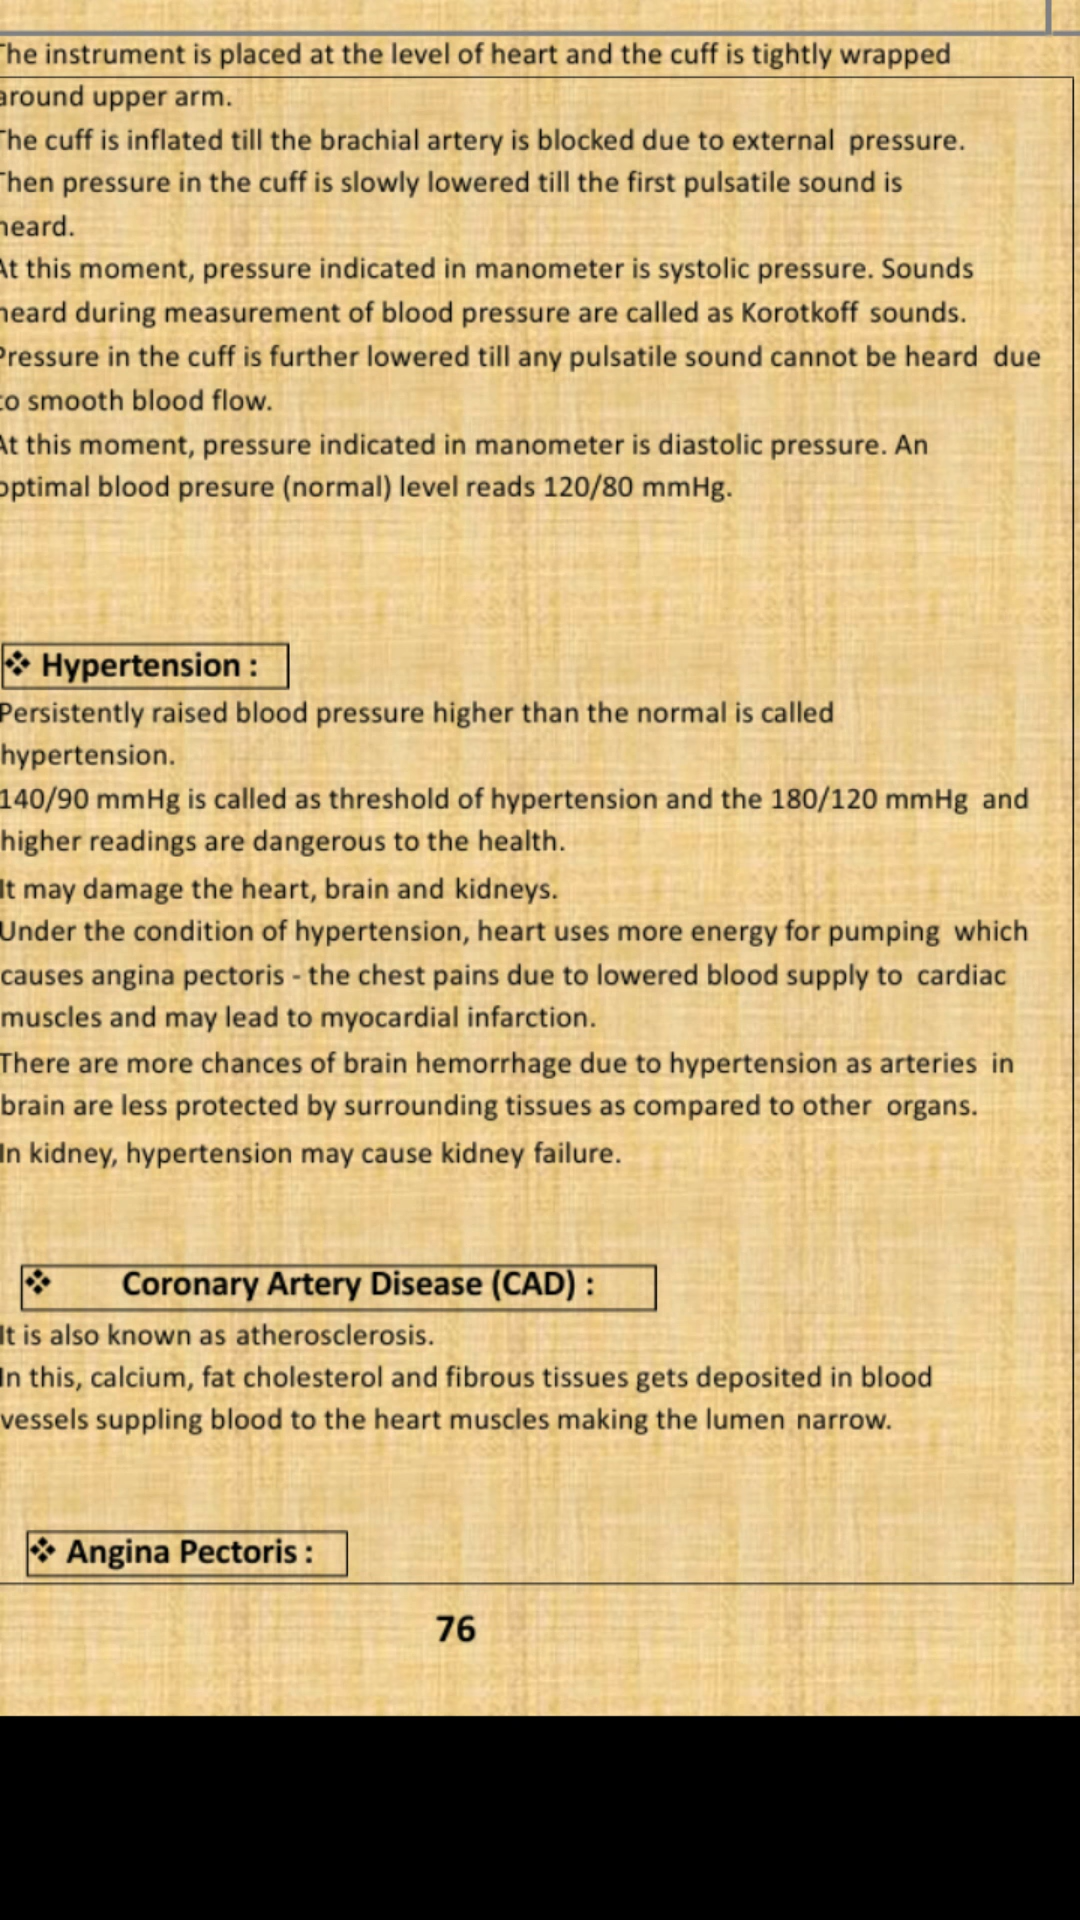 The instrument is placed at the level of heart and the cuff is tightly wrapped
around upper arm.
The cuff is inflated till the brachial artery is blocked due to external pressure.
Then pressure in the cuff is slowly lowered till the first pulsatile sound is
heard.
At this moment, pressure indicated in manometer is systolic pressure. Sounds
heard during measurement of blood pressure are called as Korotkoff sounds.
Pressure in the cuff is further lowered till any pulsatile sound cannot be heard due
to smooth blood flow.
At this moment, pressure indicated in manometer is diastolic pressure. An
optimal blood presure (normal) level reads 120/80 mmHg.
❖ Hypertension :
Persistently raised blood pressure higher than the normal is called
hypertension.
140/90 mmHg is called as threshold of hypertension and the 180/120 mmHg and
higher readings are dangerous to the health.
It may damage the heart, brain and kidneys.
Under the condition of hypertension, heart uses more energy for pumping which
causes angina pectoris - the chest pains due to lowered blood supply to cardiac
muscles and may lead to myocardial infarction.
There are more chances of brain hemorrhage due to hypertension as arteries in
brain are less protected by surrounding tissues as compared to other organs.
In kidney, hypertension may cause kidney failure.
❖ Coronary Artery Disease (CAD) :
It is also known as atherosclerosis.
In this, calcium, fat cholesterol and fibrous tissues gets deposited in blood
vessels suppling blood to the heart muscles making the lumen narrow.
❖ Angina Pectoris :
76